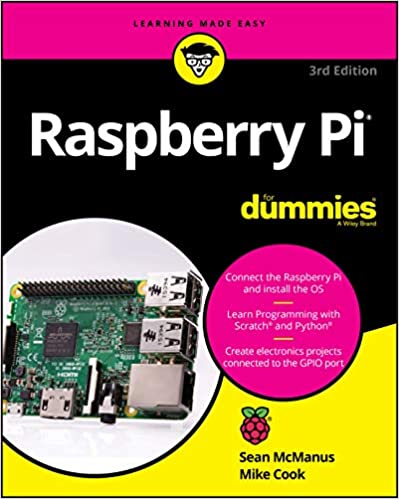 LEARNING MADE EASY
3rd Edition
Raspberry Pi®
for
dummies®
A Wiley Brand
Connect the Raspberry Pi
and install the OS
Learn Programming with
Scratch® and Python®
Create electronics projects
connected to the GPIO port
HDMI
Sean McManus
Mike Cook